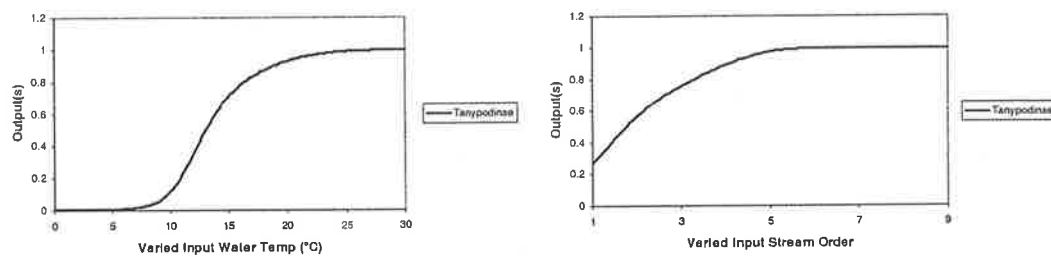 1.2
1
0.8
0.6
0.4
0.2
0
Output(s)
0 5 10 15 20 25 30
Varied Input Water Temp (°C)
Tanypodinae
1.2
1
0.8
0.6
0.4
0.2
0
Output(s)
1 3 5 7 9
Varied Input Stream Order
Tanypodinae